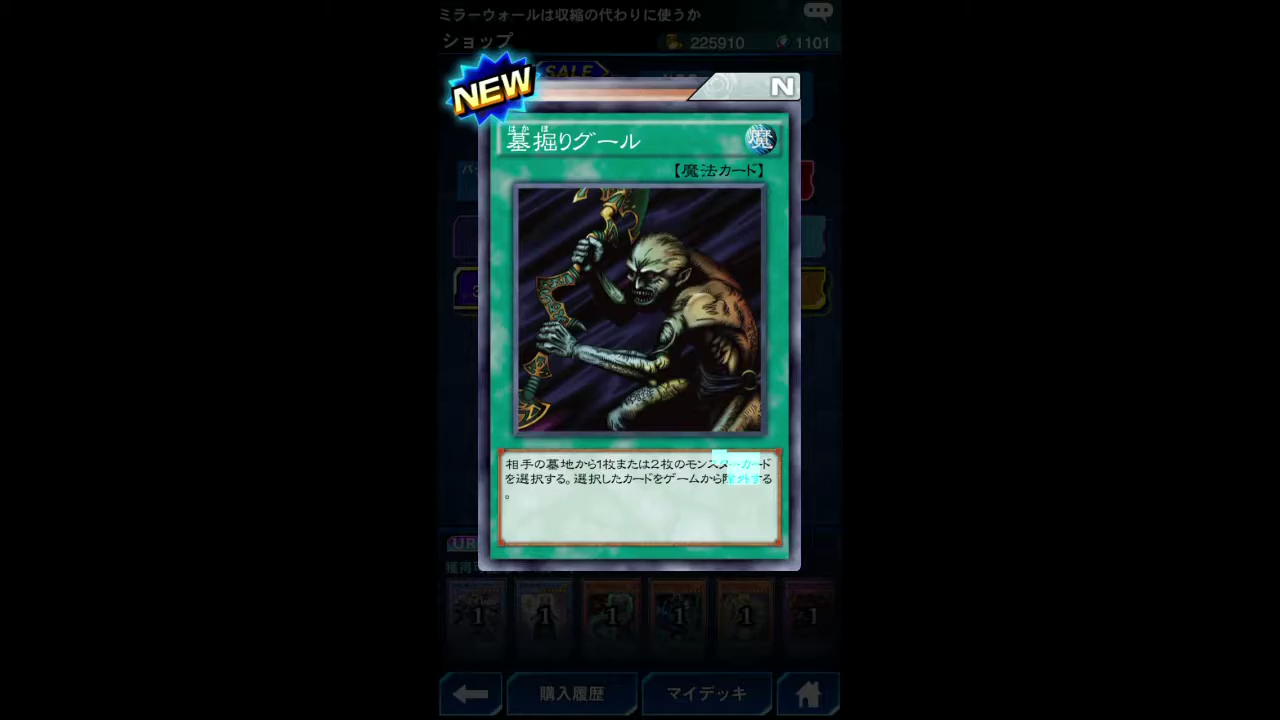 ミラーウォールは収縮の代わりに使うか
ショップ
225910
1101
SALE
NEW
N
はか ほ
墓掘りグール
魔
【魔法カード】
相手の墓地から1枚または2枚のモンスターカード
を選択する。選択したカードをゲームから除外する
。
UR
獲得
1
1
1
1
1
1
購入履歴
マイデッキ